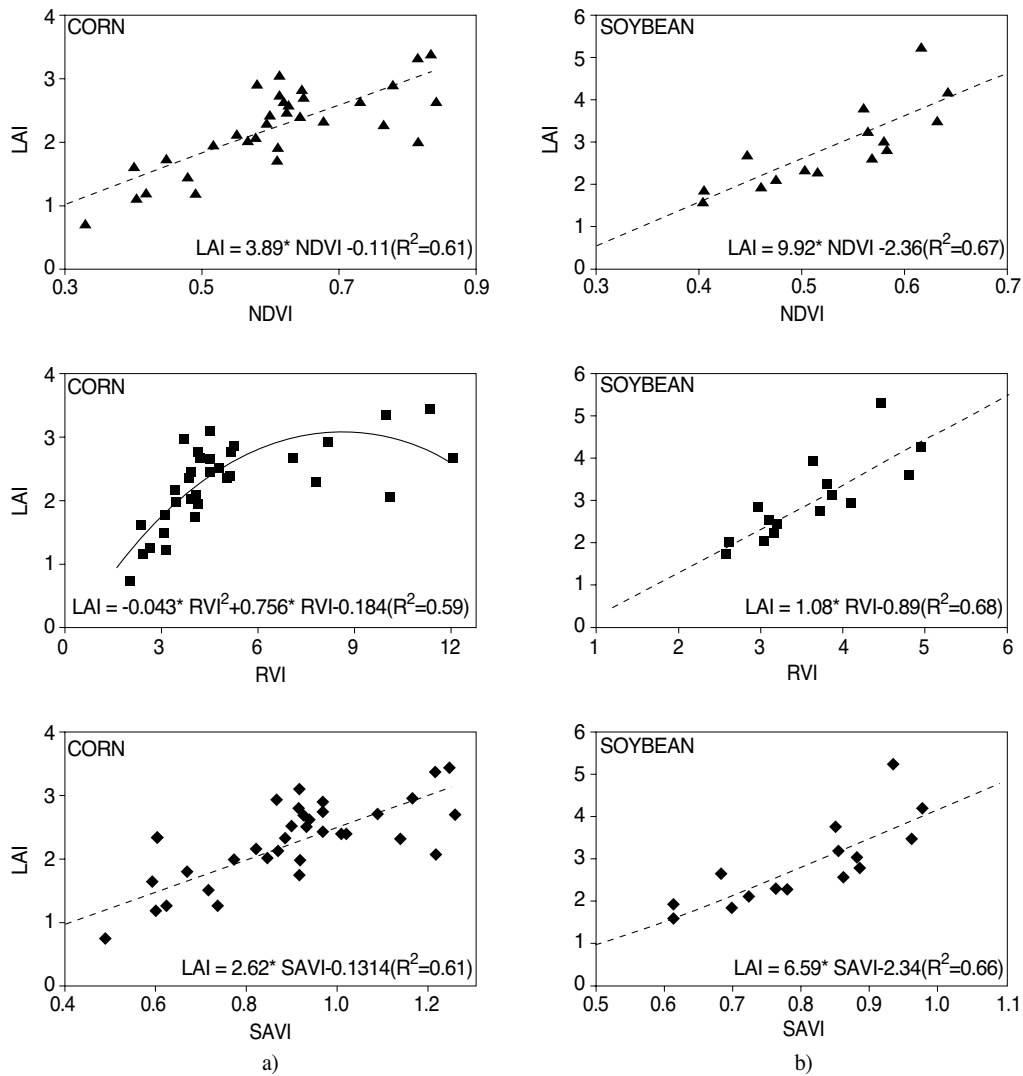 CORN
4
3
2
1
0
LAI
LAI = 3.89* NDVI -0.11(R²=0.61)
0.3 0.5 0.7 0.9
NDVI
SOYBEAN
6
5
4
3
2
1
0
LAI
LAI = 9.92* NDVI -2.36(R²=0.67)
0.3 0.4 0.5 0.6 0.7
NDVI
CORN
4
3
2
1
0
LAI
LAI = -0.043* RVI²+0.756* RVI-0.184(R²=0.59)
0 3 6 9 12
RVI
SOYBEAN
6
5
4
3
2
1
0
LAI
LAI = 1.08* RVI-0.89(R²=0.68)
1 2 3 4 5 6
RVI
CORN
4
3
2
1
0
LAI
LAI = 2.62* SAVI-0.1314(R²=0.61)
0.4 0.6 0.8 1.0 1.2
SAVI
a)
SOYBEAN
6
5
4
3
2
1
0
LAI
LAI = 6.59* SAVI-2.34(R²=0.66)
0.5 0.6 0.7 0.8 0.9 1.0 1.1
SAVI
b)